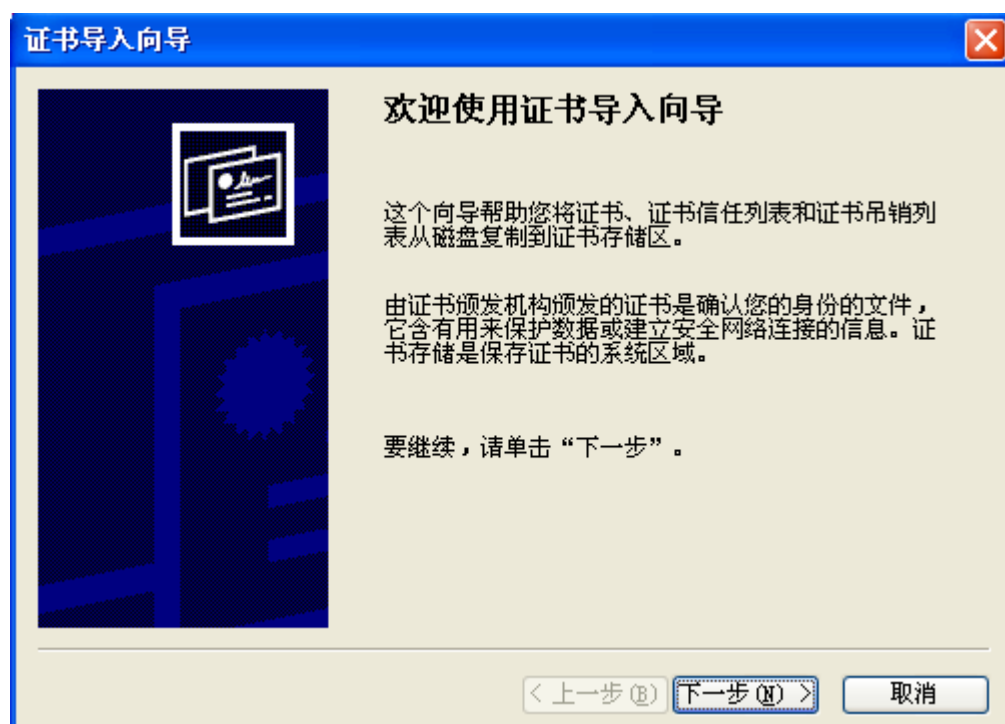 证书导入向导
欢迎使用证书导入向导
这个向导帮助您将证书、证书信任列表和证书吊销列
表从磁盘复制到证书存储区。
由证书颁发机构颁发的证书是确认您的身份的文件，
它含有用来保护数据或建立安全网络连接的信息。证
书存储是保存证书的系统区域。
要继续，请单击“下一步”。
< 上一步(B) 下一步(N) > 取消